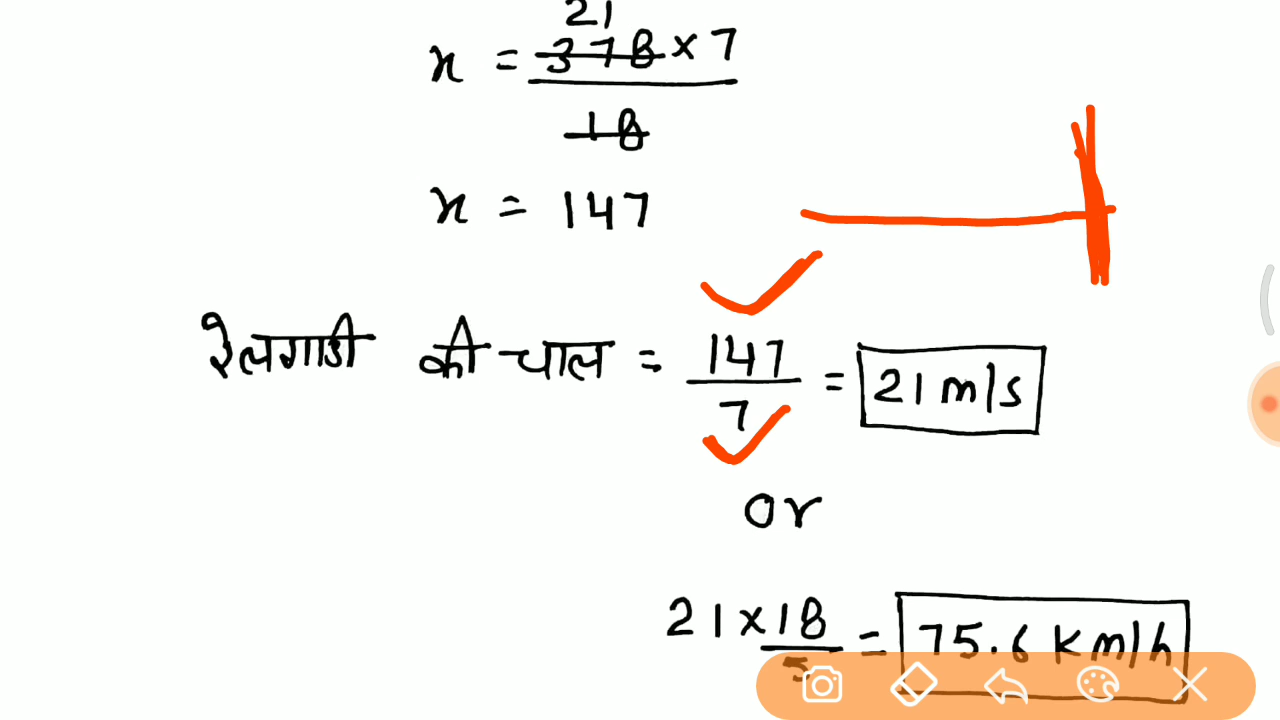 21
x = 378 × 7
18
x = 147
रेलगाडी की चाल = 147/7 = 21 m/s
or
21 × 18/5 = 75.6 Km/h